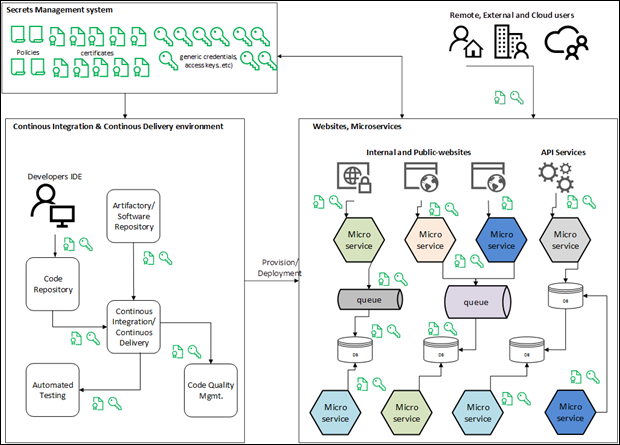 Secrets Management system
Policies
certificates
generic credentials,
access keys. etc)
Remote, External and Cloud users
Continous Integration & Continous Delivery environment
Developers IDE
Artifactory/
Software
Repository
Code
Repository
Continous
Integration/
Continuos
Delivery
Automated
Testing
Code Quality
Mgmt.
Provision/
Deployment
Websites, Microservices
Internal and Public-websites
API Services
Micro
service
Micro
service
Micro
service
Micro
service
queue
queue
DB
DB
DB
DB
Micro
service
Micro
service
Micro
service
Micro
service